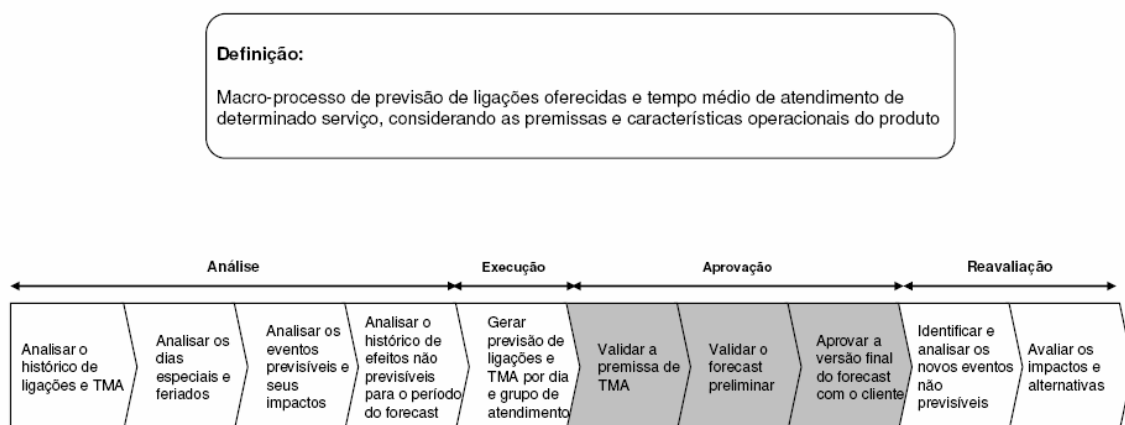 Definição:
Macro-processo de previsão de ligações oferecidas e tempo médio de atendimento de
determinado serviço, considerando as premissas e características operacionais do produto
Análise
Execução
Aprovação
Reavaliação
Analisar o
histórico de
ligações e TMA
Analisar os
dias
especiais e
feriados
Analisar os
eventos
previsíveis e
seus
impactos
Analisar o
histórico de
efeitos não
previsíveis
para o período
do forecast
Gerar
previsão de
ligações e
TMA por dia
e grupo de
atendimento
Validar a
premissa de
TMA
Validar o
forecast
preliminar
Aprovar a
versão final
do forecast
com o cliente
Identificar e
analisar os
novos eventos
não
previsíveis
Avaliar os
impactos e
alternativas